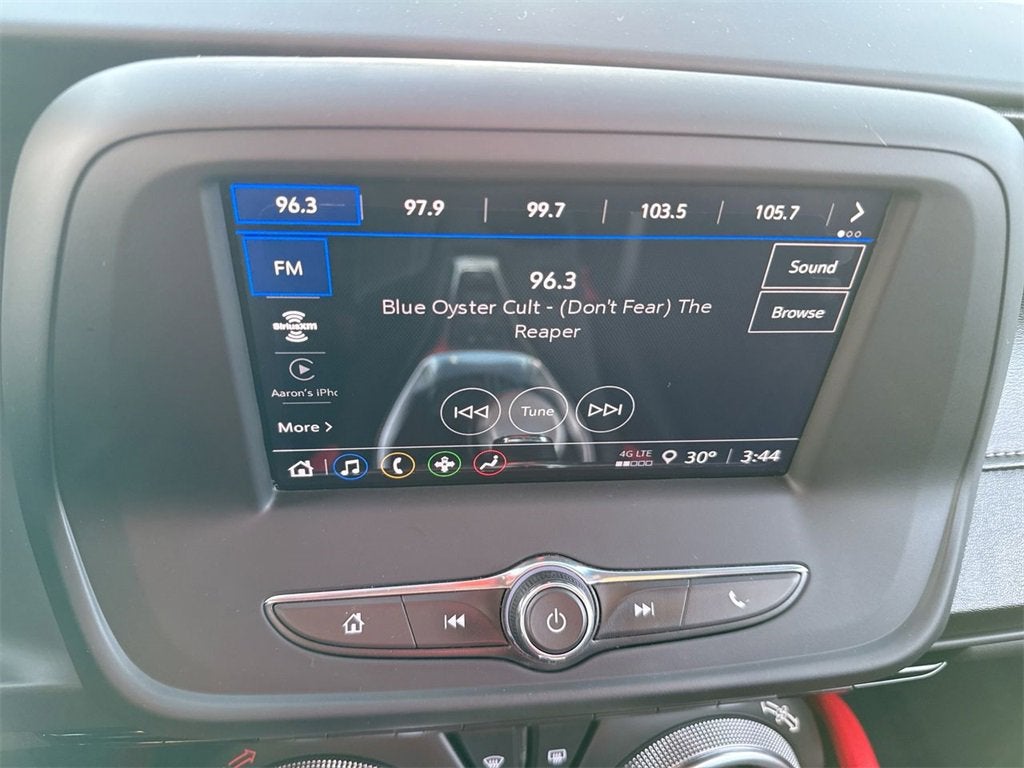 96.3 97.9 99.7 103.5 105.7
FM
SiriusXM
Aaron's iPho
More
96.3
Blue Oyster Cult - (Don't Fear) The
Reaper
Tune
Sound
Browse
4G LTE
30° 3:44